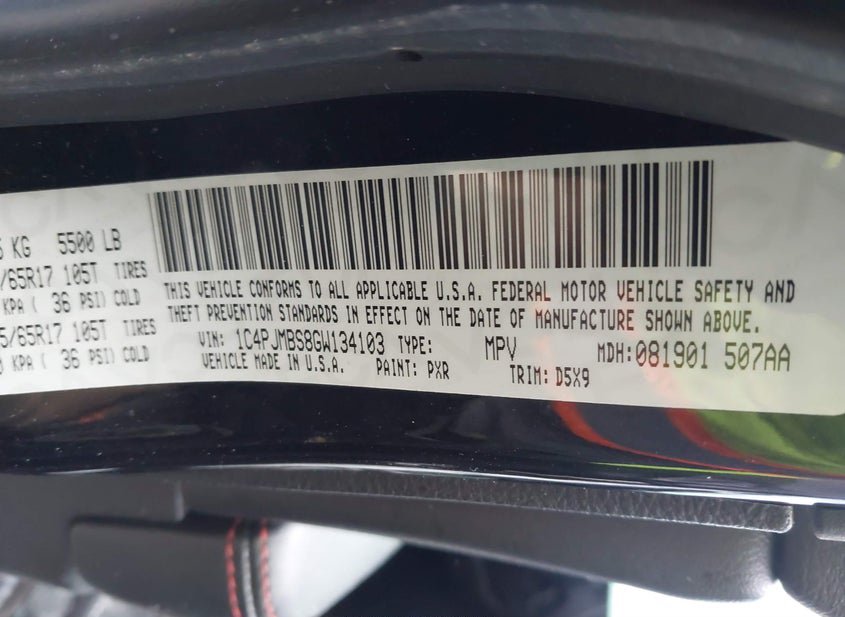 KG 5500 LB
/65R17 105T TIRES
KPA ( 36 PSI) COLD
5/65R17 105T TIRES
KPA ( 36 PSI) COLD
THIS VEHICLE CONFORMS TO ALL APPLICABLE U.S.A. FEDERAL MOTOR VEHICLE SAFETY AND
THEFT PREVENTION STANDARDS IN EFFECT ON THE DATE OF MANUFACTURE SHOWN ABOVE.
VIN: 1C4PJMBS8GW134103 TYPE: MPV MDH: 081901 507AA
VEHICLE MADE IN U.S.A. PAINT: PXR TRIM: D5X9